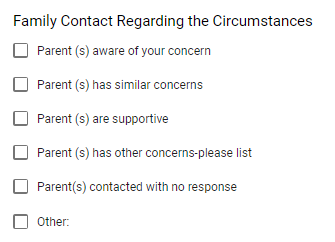 Family Contact Regarding the Circumstances
Parent (s) aware of your concern
Parent (s) has similar concerns
Parent (s) are supportive
Parent (s) has other concerns-please list
Parent(s) contacted with no response
Other: